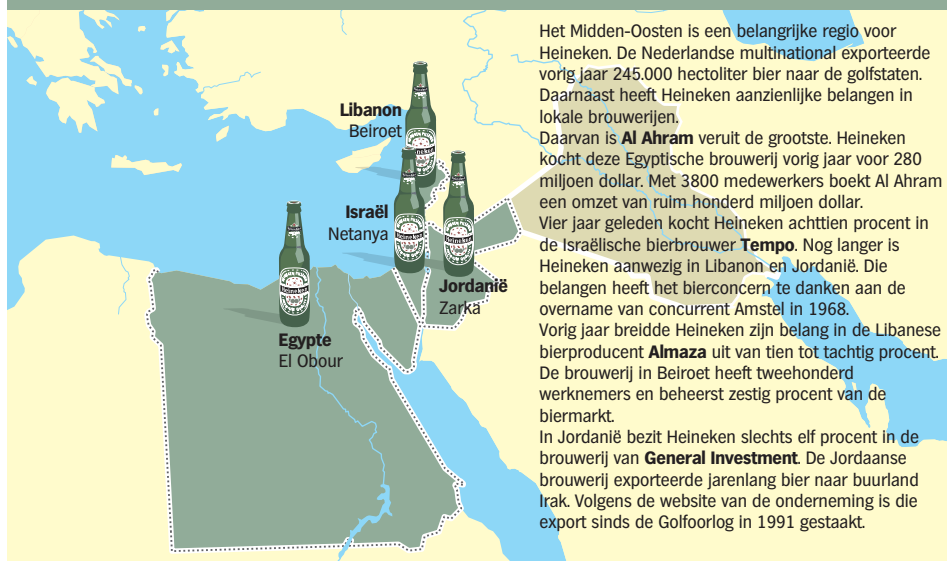 Het Midden-Oosten is een belangrijke regio voor
Heineken. De Nederlandse multinational exporteerde
vorig jaar 245.000 hectoliter bier naar de golfstaten.
Daarnaast heeft Heineken aanzienlijke belangen in
lokale brouwerijen.
Daarvan is Al Ahram veruit de grootste. Heineken
kocht deze Egyptische brouwerij vorig jaar voor 280
miljoen dollar. Met 3800 medewerkers boekt Al Ahram
een omzet van ruim honderd miljoen dollar.
Vier jaar geleden kocht Heineken achttien procent in
de Israëlische bierbrouwer Tempo. Nog langer is
Heineken aanwezig in Libanon en Jordanië. Die
belangen heeft het bierconcern te danken aan de
overname van concurrent Amstel in 1968.
Vorig jaar breidde Heineken zijn belang in de Libanese
bierproducent Almaza uit van tien tot tachtig procent.
De brouwerij in Beiroet heeft tweehonderd
werknemers en beheerst zestig procent van de
biermarkt.
In Jordanië bezit Heineken slechts elf procent in de
brouwerij van General Investment. De Jordaanse
brouwerij exporteerde jarenlang bier naar buurland
Irak. Volgens de website van de onderneming is die
export sinds de Golfoorlog in 1991 gestaakt.
Libanon
Beiroet
Israël
Netanya
Jordanië
Zarka
Egypte
El Obour
Heineken
Heineken
Heineken
Heineken